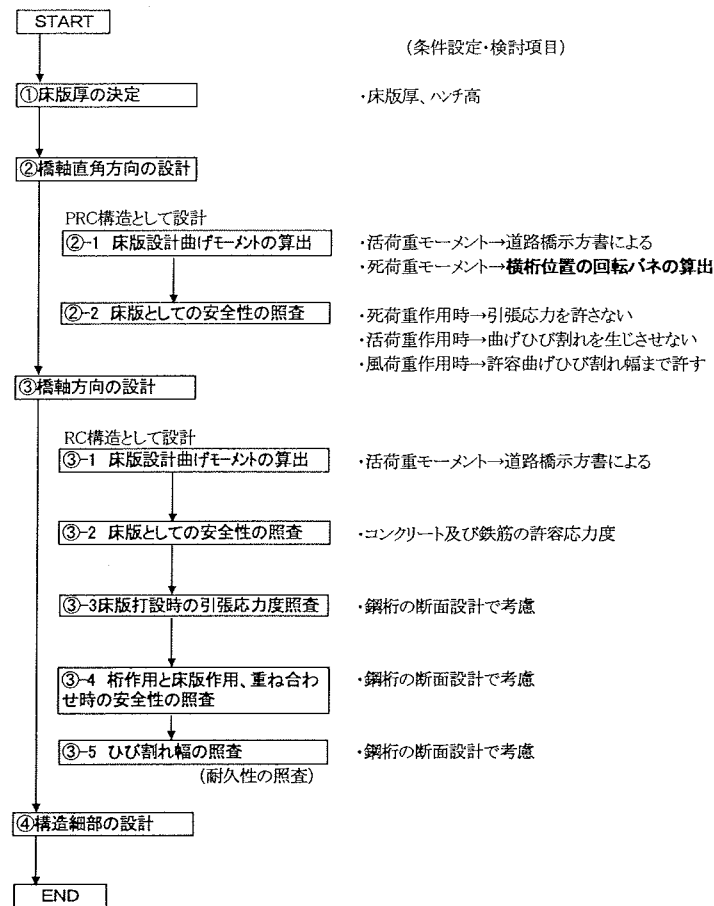 START
(条件設定・検討項目)
①床版厚の決定
・床版厚、ハンチ高
②橋軸直角方向の設計
PRC構造として設計
②-1 床版設計曲げモーメントの算出
・活荷重モーメント→道路橋示方書による
・死荷重モーメント→横桁位置の回転バネの算出
②-2 床版としての安全性の照査
・死荷重作用時→引張応力を許さない
・活荷重作用時→曲げひび割れを生じさせない
・風荷重作用時→許容曲げひび割れ幅まで許す
③橋軸方向の設計
RC構造として設計
③-1 床版設計曲げモーメントの算出
・活荷重モーメント→道路橋示方書による
③-2 床版としての安全性の照査
・コンクリート及び鉄筋の許容応力度
③-3床版打設時の引張応力度照査
・鋼桁の断面設計で考慮
③-4 桁作用と床版作用、重ね合わ
せ時の安全性の照査
・鋼桁の断面設計で考慮
③-5 ひび割れ幅の照査
・鋼桁の断面設計で考慮
(耐久性の照査)
④構造細部の設計
END